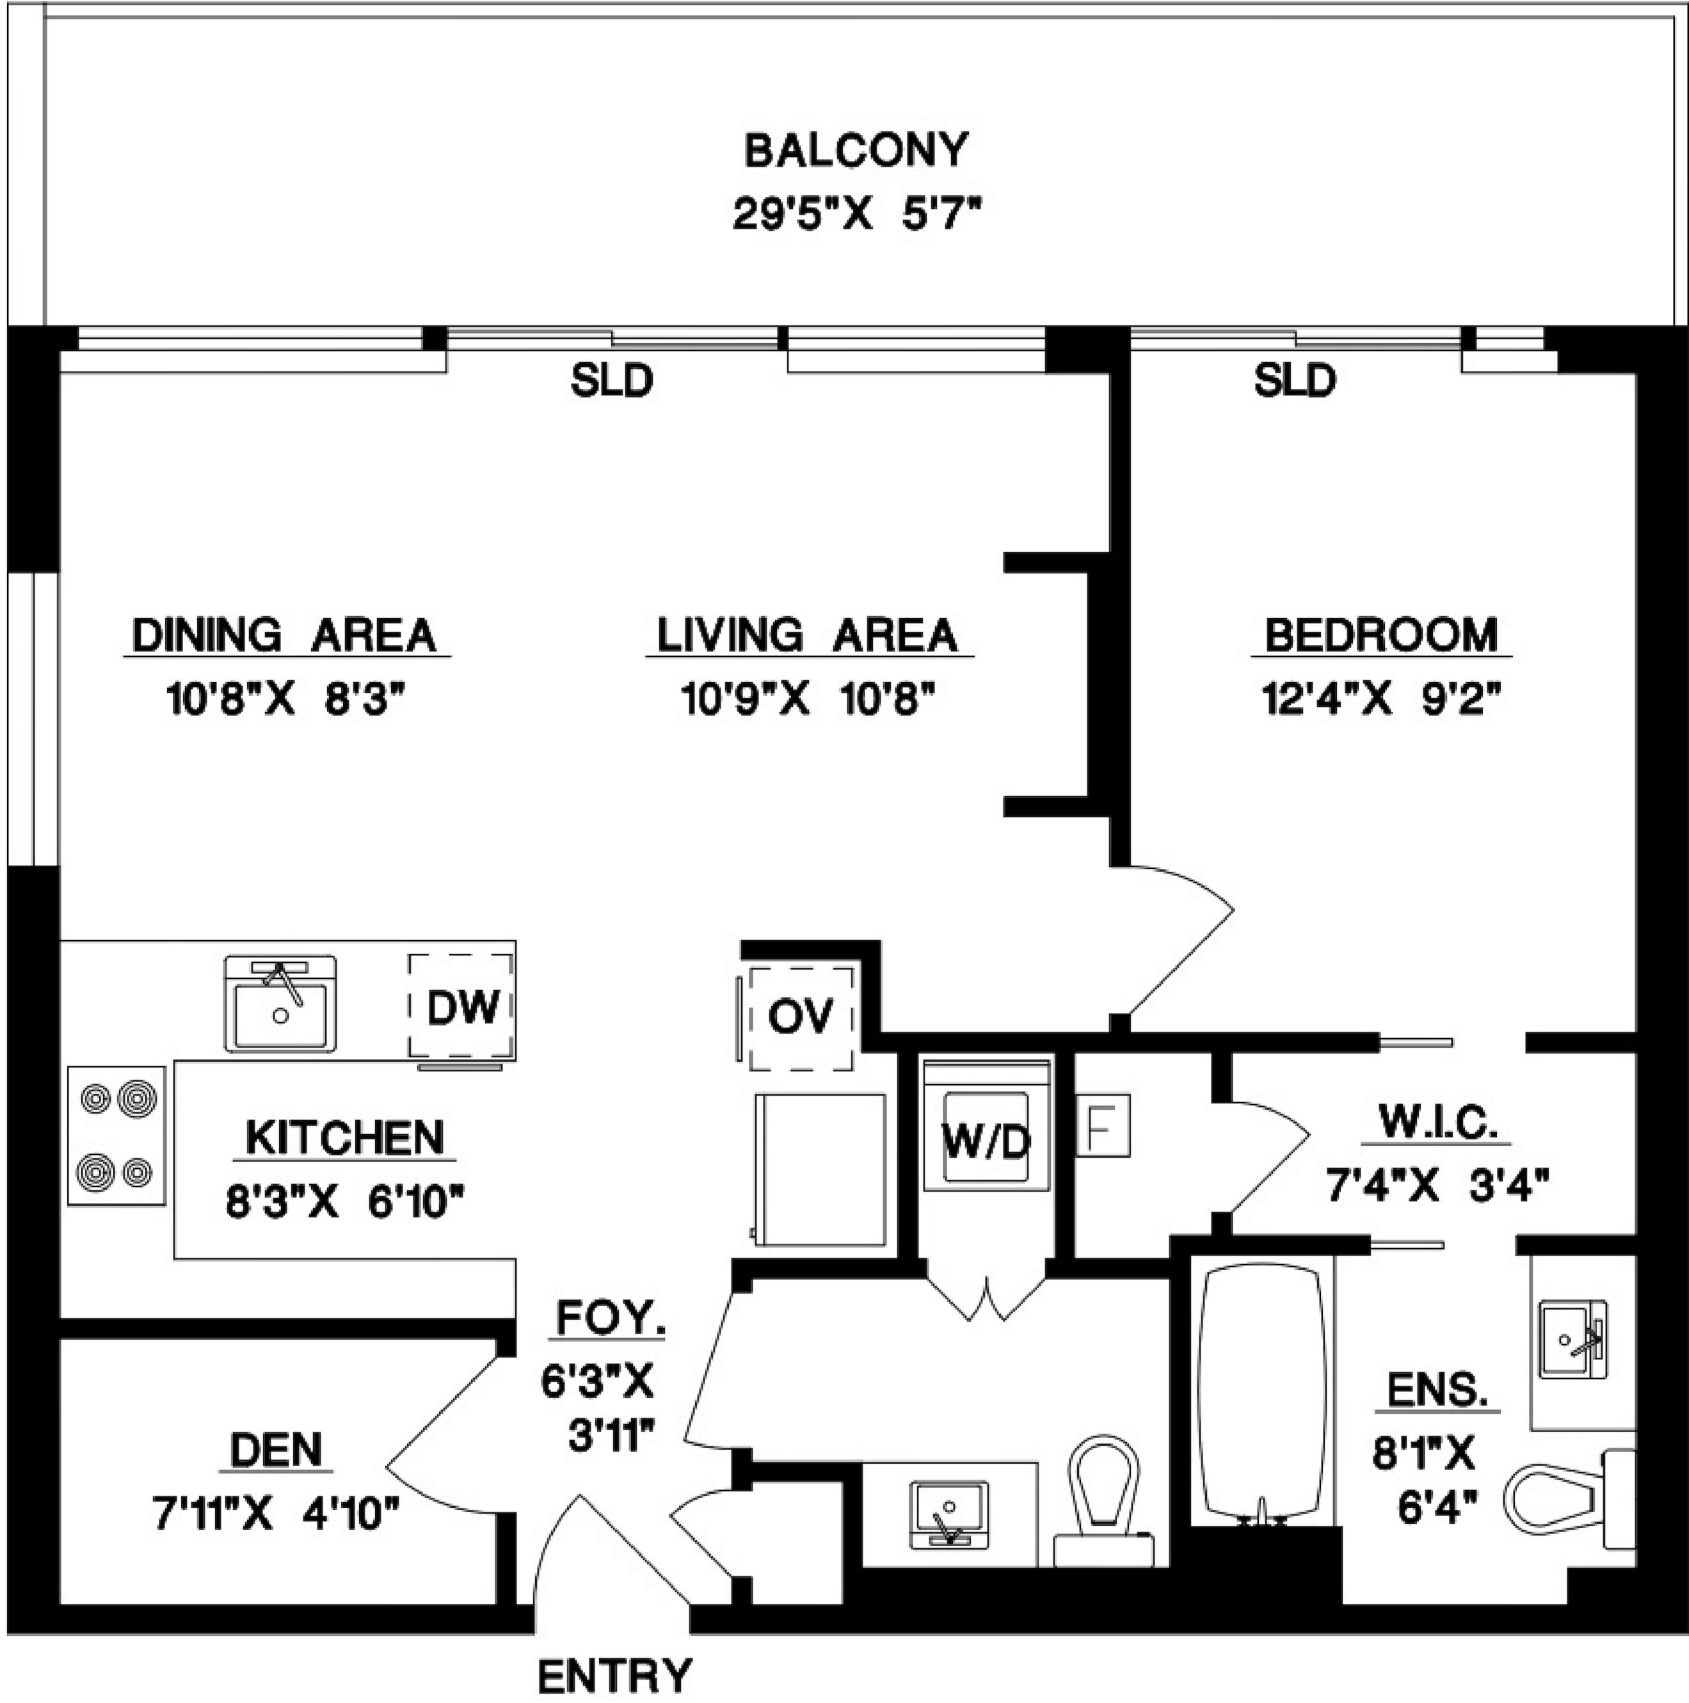 BALCONY
29'5"X 5'7"
SLD
SLD
DINING AREA
10'8"X 8'3"
LIVING AREA
10'9"X 10'8"
BEDROOM
12'4"X 9'2"
DW
OV
KITCHEN
8'3"X 6'10"
W/D
F
W.I.C.
7'4"X 3'4"
FOY.
6'3"X
3'11"
ENS.
8'1"X
6'4"
DEN
7'11"X 4'10"
ENTRY